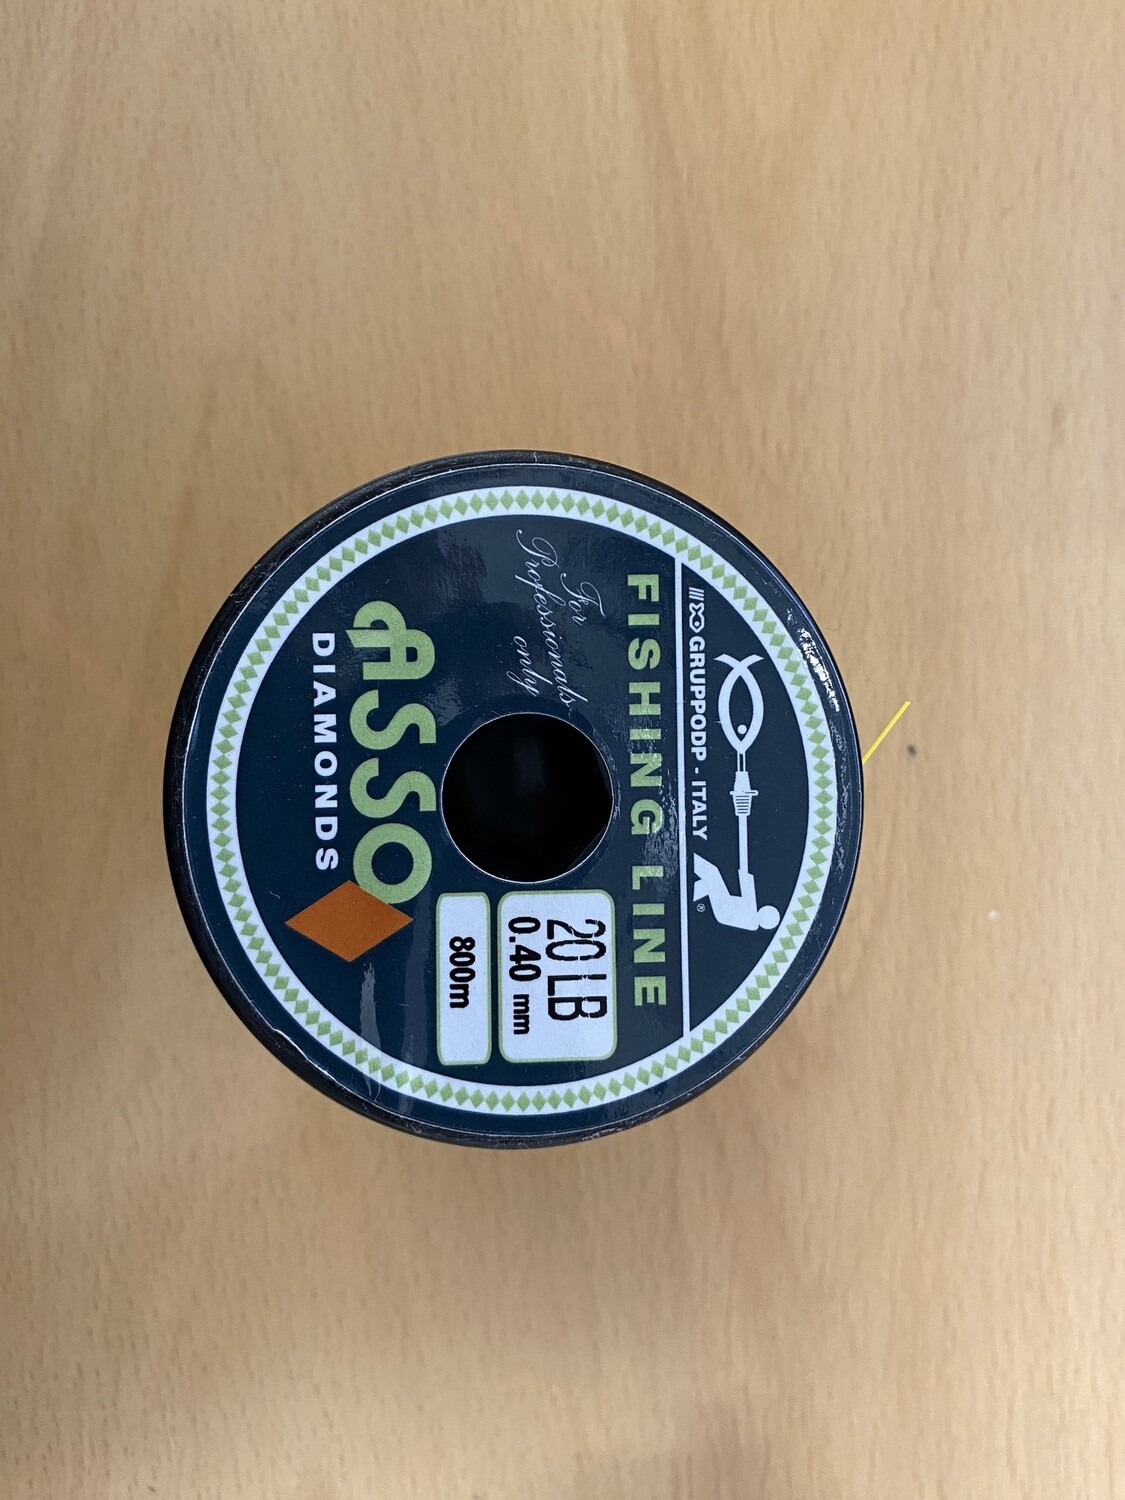 GRUPPODP - ITALY
®
FISHING LINE
For
Professionals
only
20 LB
0.40 mm
800m
ASSO
DIAMONDS